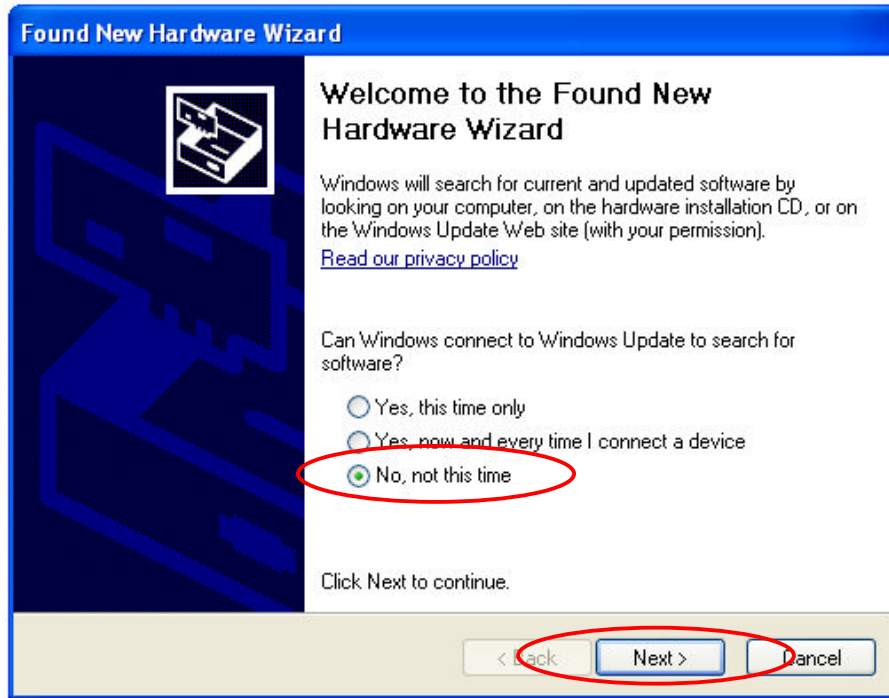 Found New Hardware Wizard
Welcome to the Found New
Hardware Wizard
Windows will search for current and updated software by
looking on your computer, on the hardware installation CD, or on
the Windows Update Web site (with your permission).
Read our privacy policy
Can Windows connect to Windows Update to search for
software?
Yes, this time only
Yes, now and every time I connect a device
No, not this time
Click Next to continue.
< Back Next > Cancel